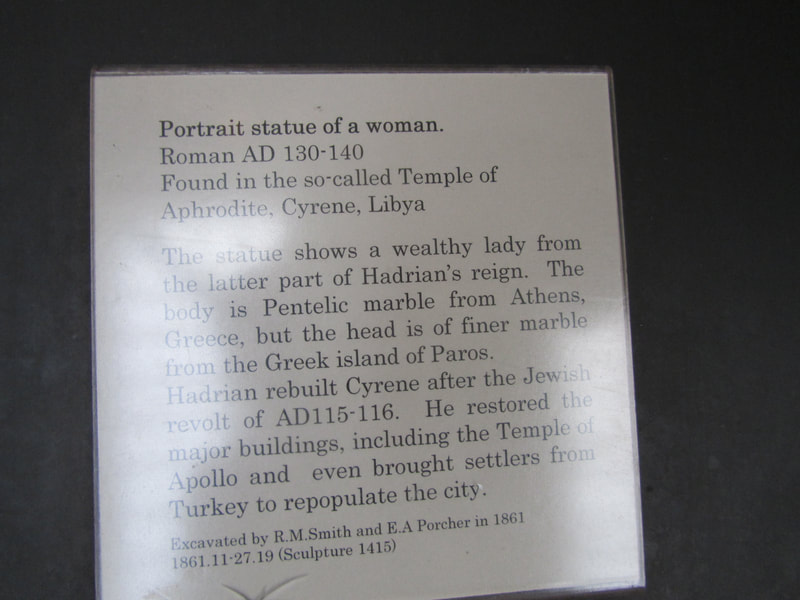 Portrait statue of a woman.
Roman AD 130-140
Found in the so-called Temple of
Aphrodite, Cyrene, Libya
The statue shows a wealthy lady from
the latter part of Hadrian's reign. The
body is Pentelic marble from Athens,
Greece, but the head is of finer marble
from the Greek island of Paros.
Hadrian rebuilt Cyrene after the Jewish
revolt of AD115-116. He restored the
major buildings, including the Temple of
Apollo and even brought settlers from
Turkey to repopulate the city.
Excavated by R.M.Smith and E.A Porcher in 1861
1861.11-27.19 (Sculpture 1415)